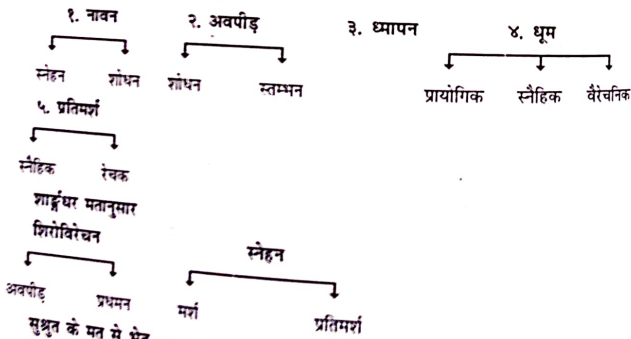 १. नावन २. अवपीड़ ३. ध्मापन ४. धूम
स्नेहन शोधन शोधन स्तम्भन प्रायोगिक स्नैहिक वैरेचनिक
५. प्रतिमर्श
स्नैहिक रेचक
शार्ङ्गधर मतानुसार
शिरोविरेचन स्नेहन
अवपीड़ प्रधमन मर्श प्रतिमर्श
सुश्रुत के मत से भेद